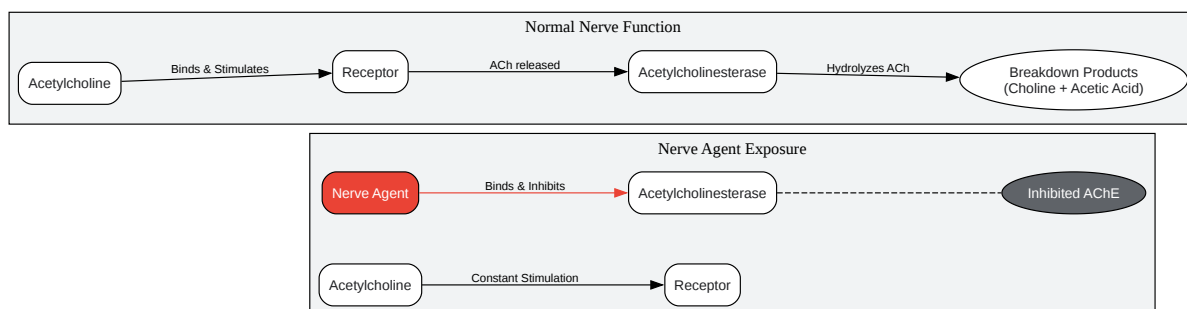 Normal Nerve Function
Acetylcholine
Binds & Stimulates
Receptor
ACh released
Acetylcholinesterase
Hydrolyzes ACh
Breakdown Products
(Choline + Acetic Acid)
Nerve Agent Exposure
Nerve Agent
Binds & Inhibits
Acetylcholinesterase
Inhibited AChE
Acetylcholine
Constant Stimulation
Receptor